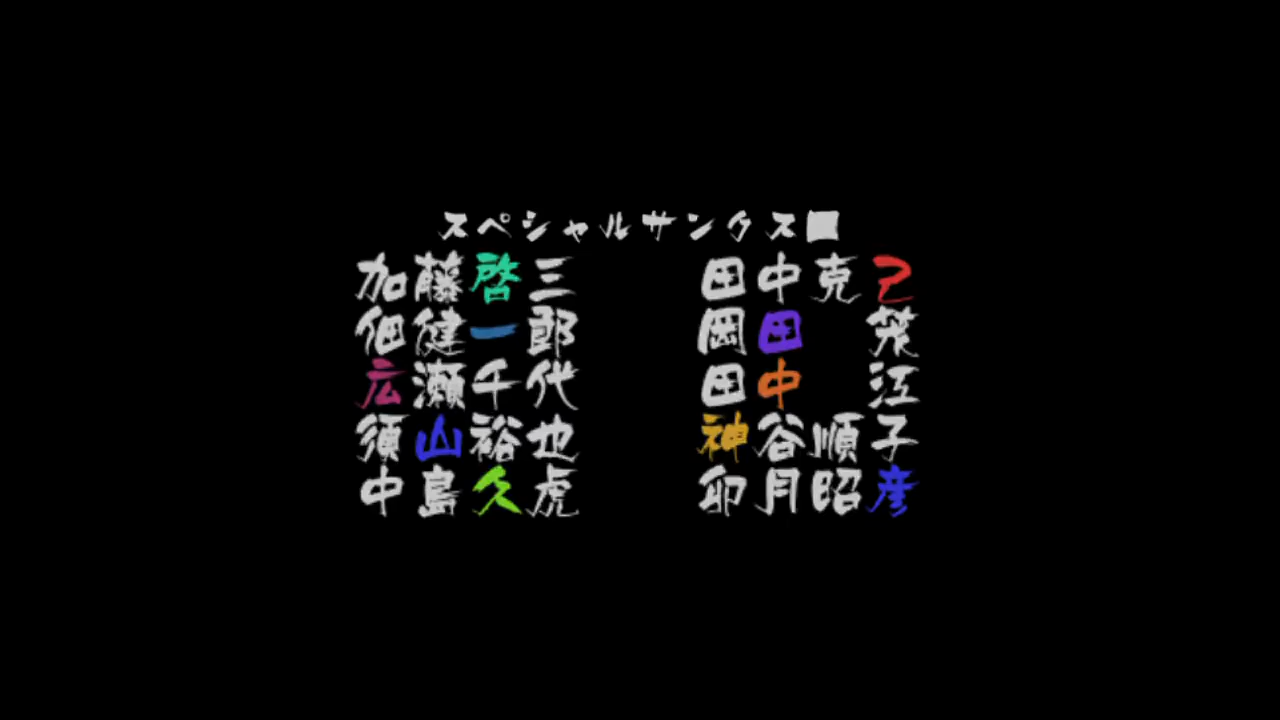 スペシャルサンクス■
加藤啓三 田中克己
佃健一郎 岡田 茂
広瀬千代 田中 江
須山裕也 神谷順子
中島久虎 卯月昭彦